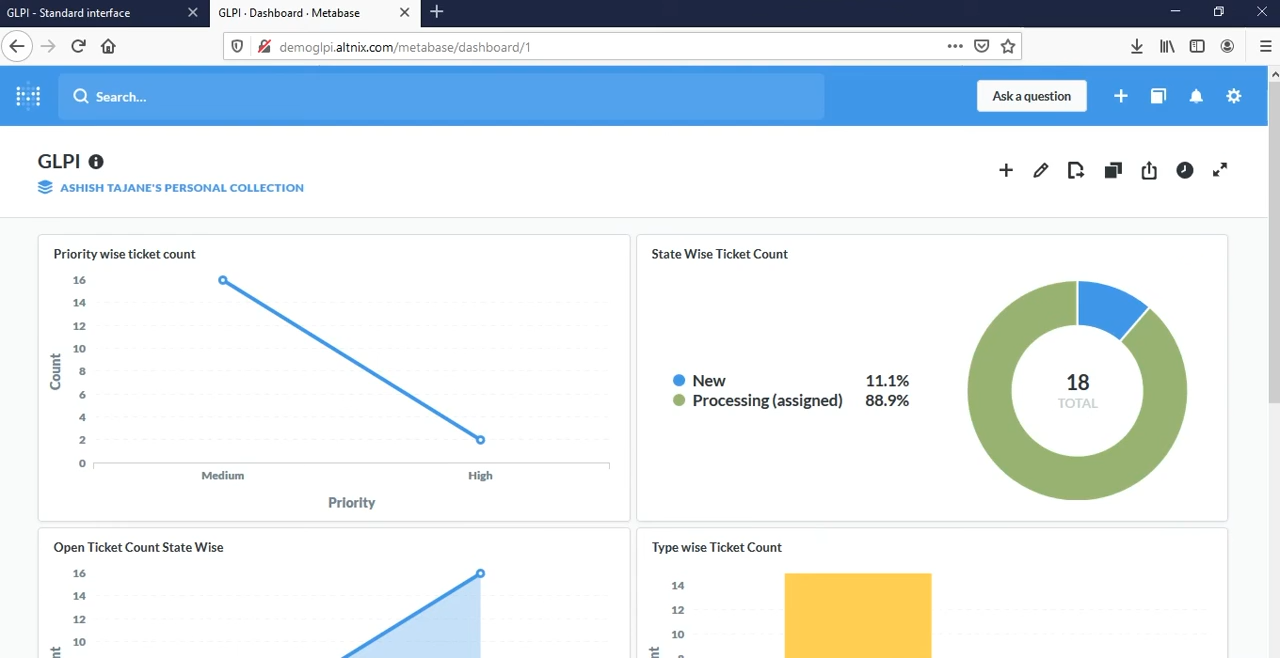 GLPI - Standard interface
GLPI · Dashboard · Metabase
demoglpi.altnix.com/metabase/dashboard/1
Search...
Ask a question
GLPI
ASHISH TAJANE'S PERSONAL COLLECTION
Priority wise ticket count
16
14
12
10
8
6
4
2
0
Count
Medium
High
Priority
State Wise Ticket Count
New 11.1%
Processing (assigned) 88.9%
18
TOTAL
Open Ticket Count State Wise
16
14
12
10
Type wise Ticket Count
14
12
10